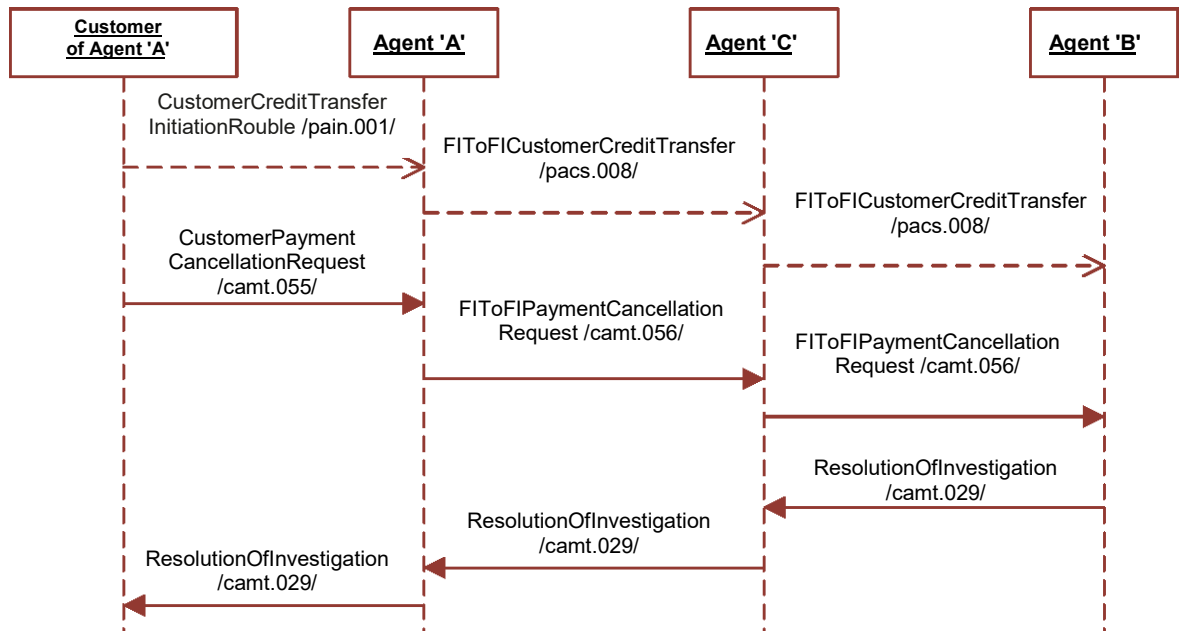 Customer
of Agent 'A'
Agent 'A'
Agent 'C'
Agent 'B'
CustomerCreditTransfer
InitiationRouble /pain.001/
FIToFICustomerCreditTransfer
/pacs.008/
FIToFICustomerCreditTransfer
/pacs.008/
CustomerPayment
CancellationRequest
/camt.055/
FIToFIPaymentCancellation
Request /camt.056/
FIToFIPaymentCancellation
Request /camt.056/
ResolutionOfInvestigation
/camt.029/
ResolutionOfInvestigation
/camt.029/
ResolutionOfInvestigation
/camt.029/